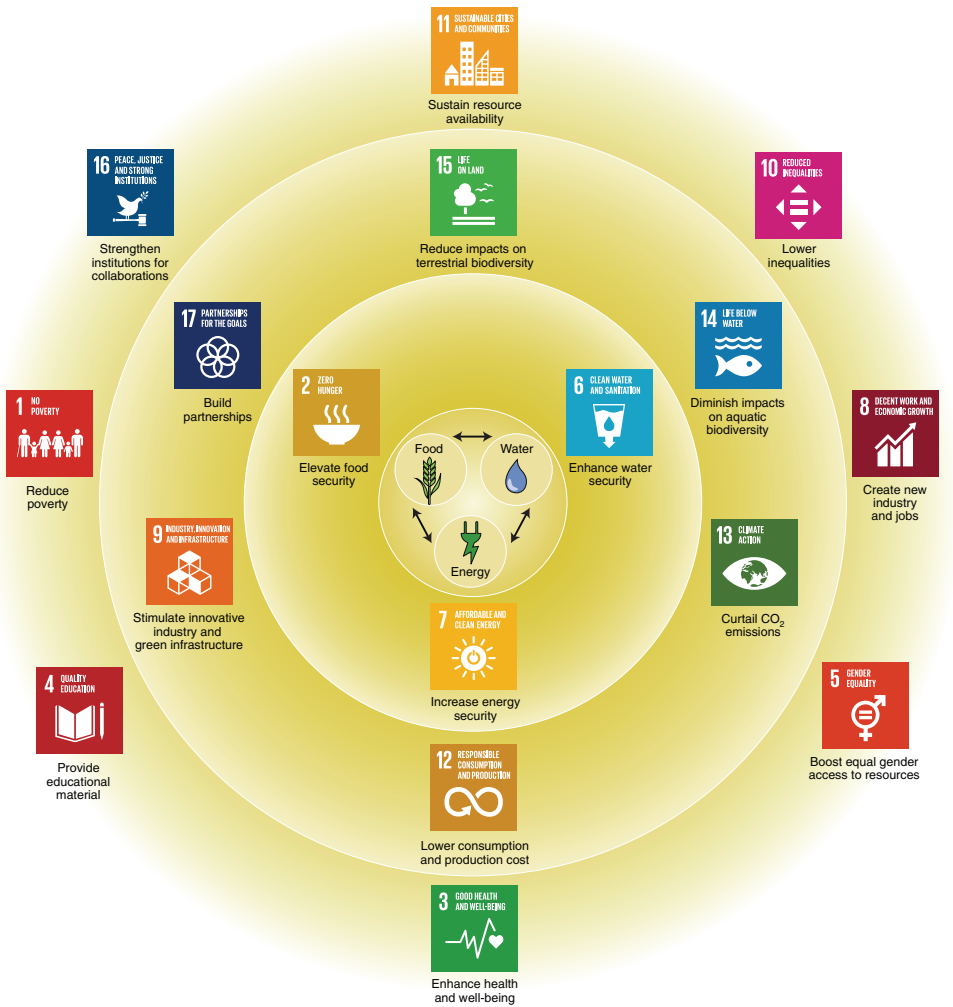 11 SUSTAINABLE CITIES
AND COMMUNITIES
Sustain resource
availability
16 PEACE, JUSTICE
AND STRONG
INSTITUTIONS
Strengthen
institutions for
collaborations
15 LIFE
ON LAND
Reduce impacts on
terrestrial biodiversity
10 REDUCED
INEQUALITIES
Lower
inequalities
17 PARTNERSHIPS
FOR THE GOALS
Build
partnerships
14 LIFE BELOW
WATER
Diminish impacts
on aquatic
biodiversity
2 ZERO
HUNGER
Elevate food
security
6 CLEAN WATER
AND SANITATION
Enhance water
security
1 NO
POVERTY
Reduce
poverty
8 DECENT WORK AND
ECONOMIC GROWTH
Create new
industry
and jobs
Food
Water
Energy
9 INDUSTRY, INNOVATION
AND INFRASTRUCTURE
Stimulate innovative
industry and
green infrastructure
13 CLIMATE
ACTION
Curtail CO₂
emissions
7 AFFORDABLE AND
CLEAN ENERGY
Increase energy
security
4 QUALITY
EDUCATION
Provide
educational
material
5 GENDER
EQUALITY
Boost equal gender
access to resources
12 RESPONSIBLE
CONSUMPTION
AND PRODUCTION
Lower consumption
and production cost
3 GOOD HEALTH
AND WELL-BEING
Enhance health
and well-being